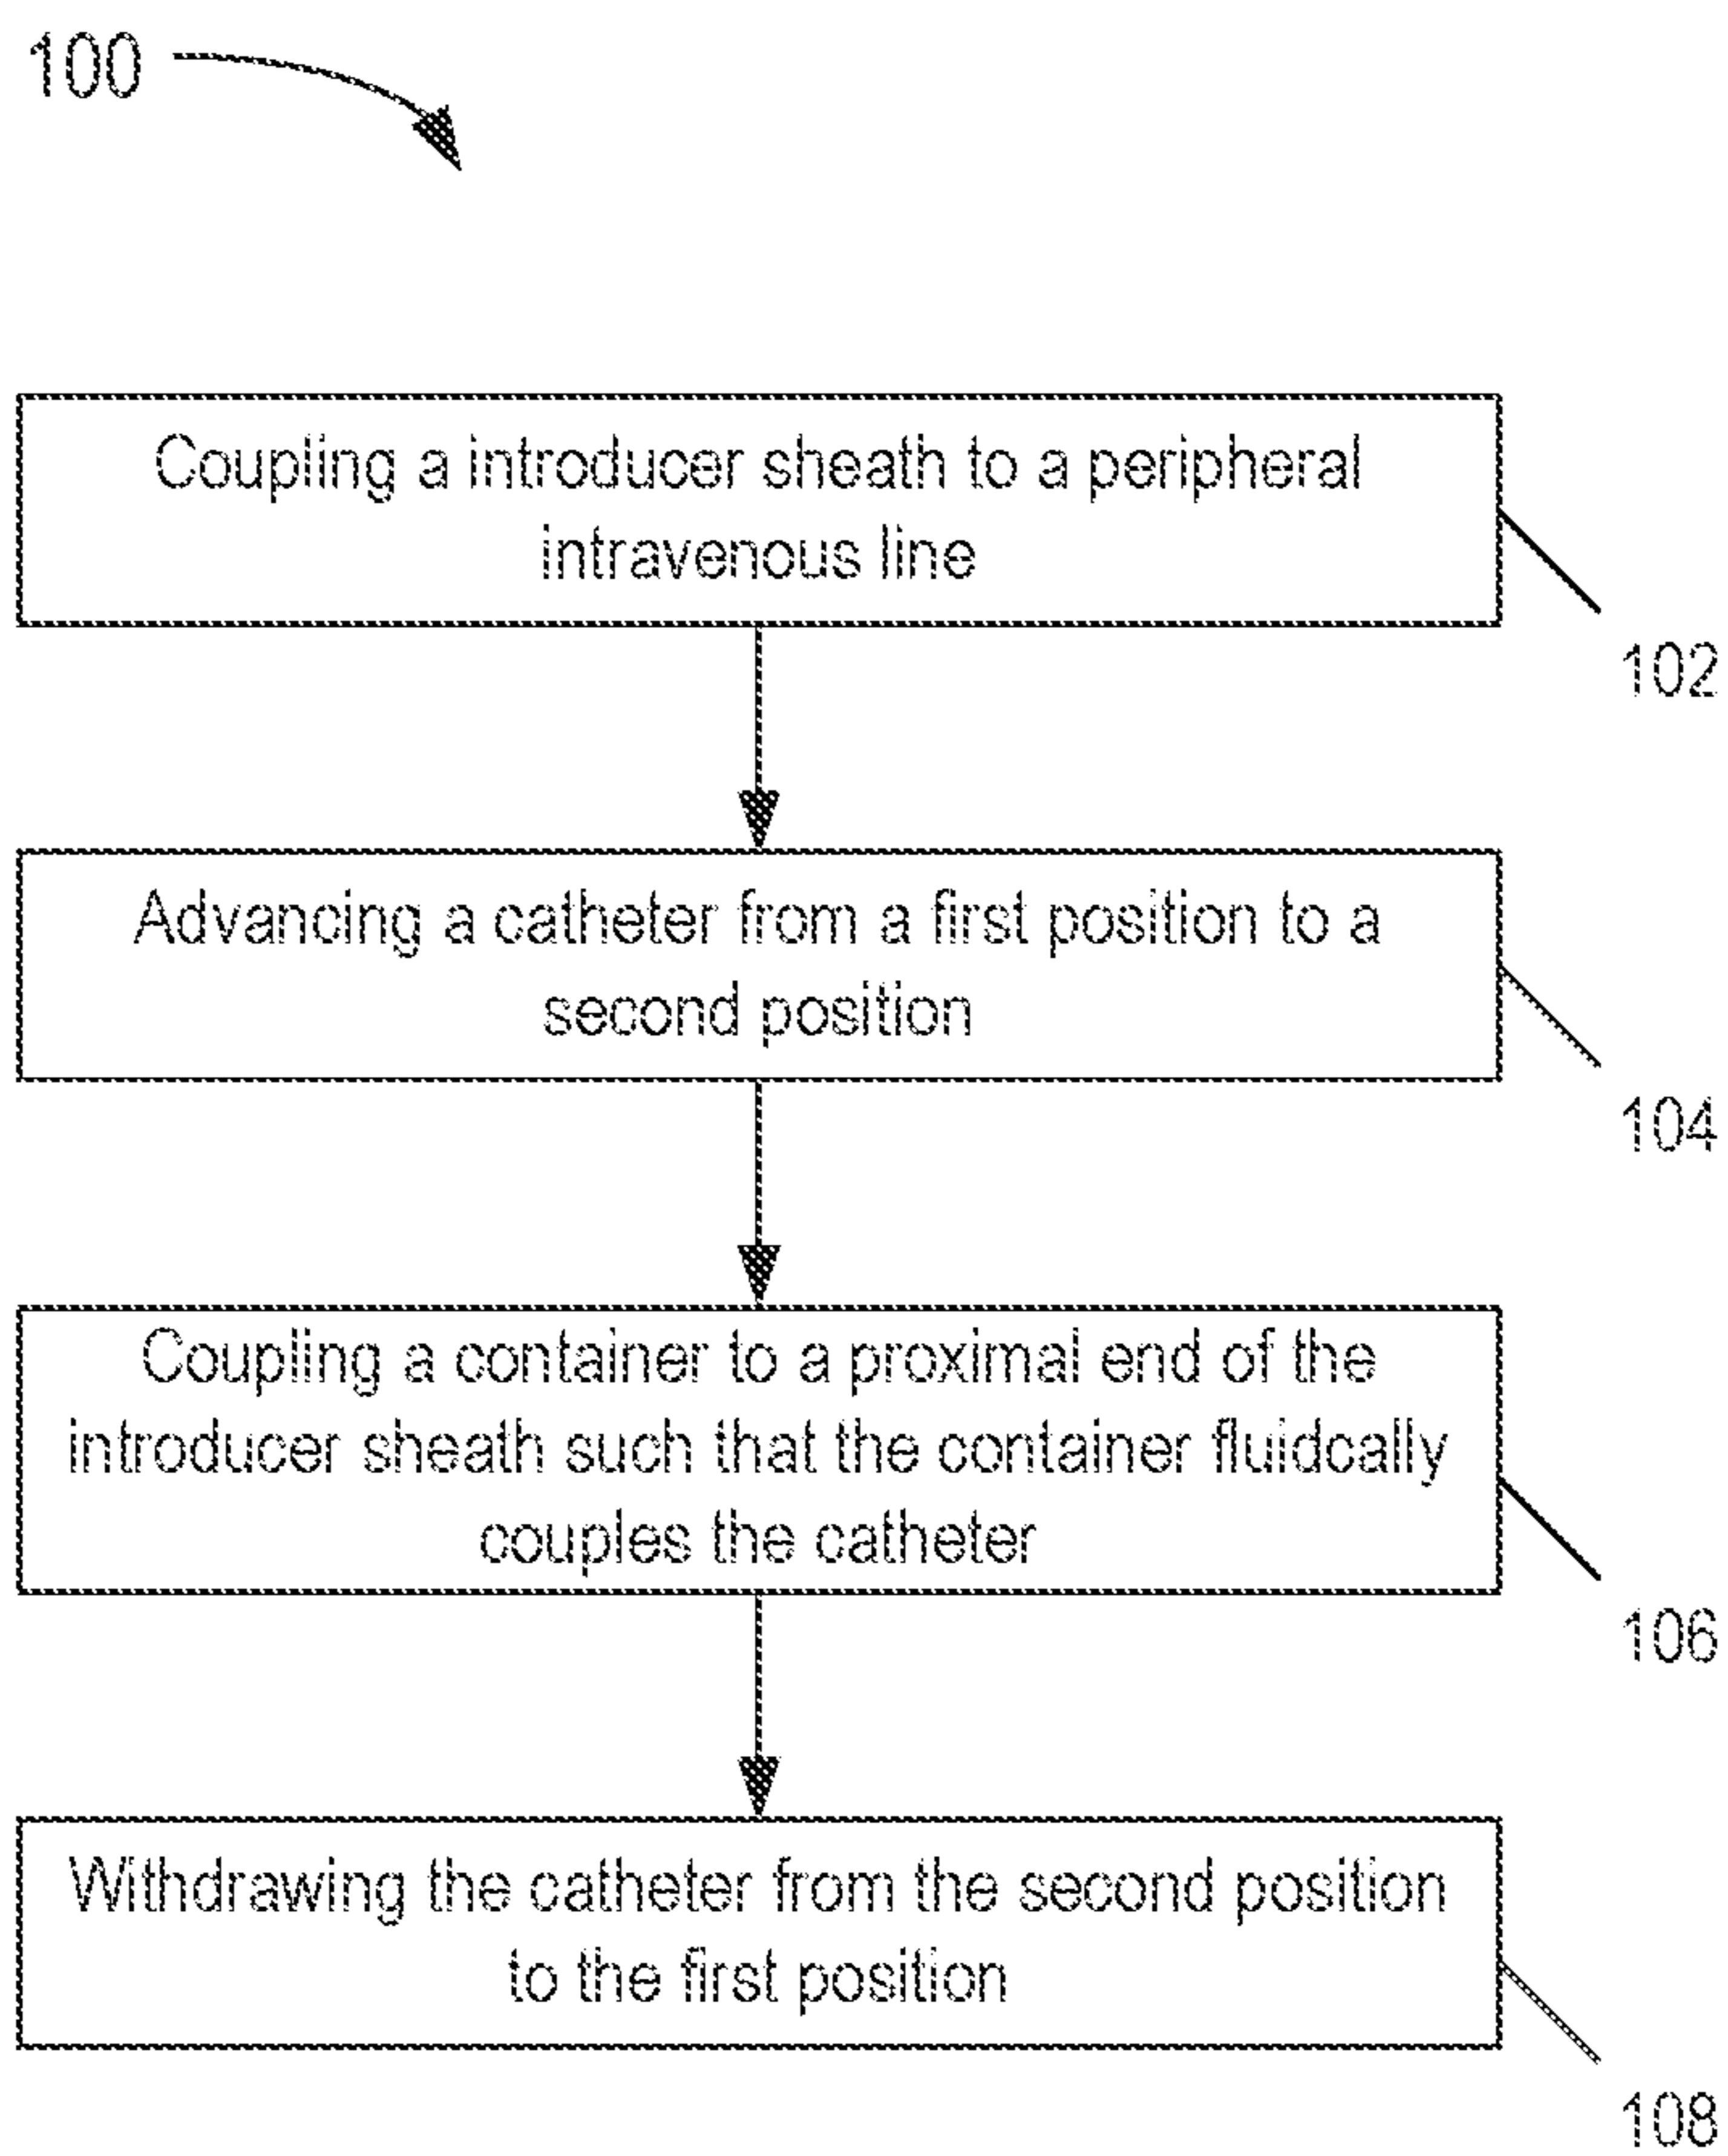 100
Coupling a introducer sheath to a peripheral
intravenous line
102
Advancing a catheter from a first position to a
second position
104
Coupling a container to a proximal end of the
introducer sheath such that the container fluidcally
couples the catheter
106
Withdrawing the catheter from the second position
to the first position
108